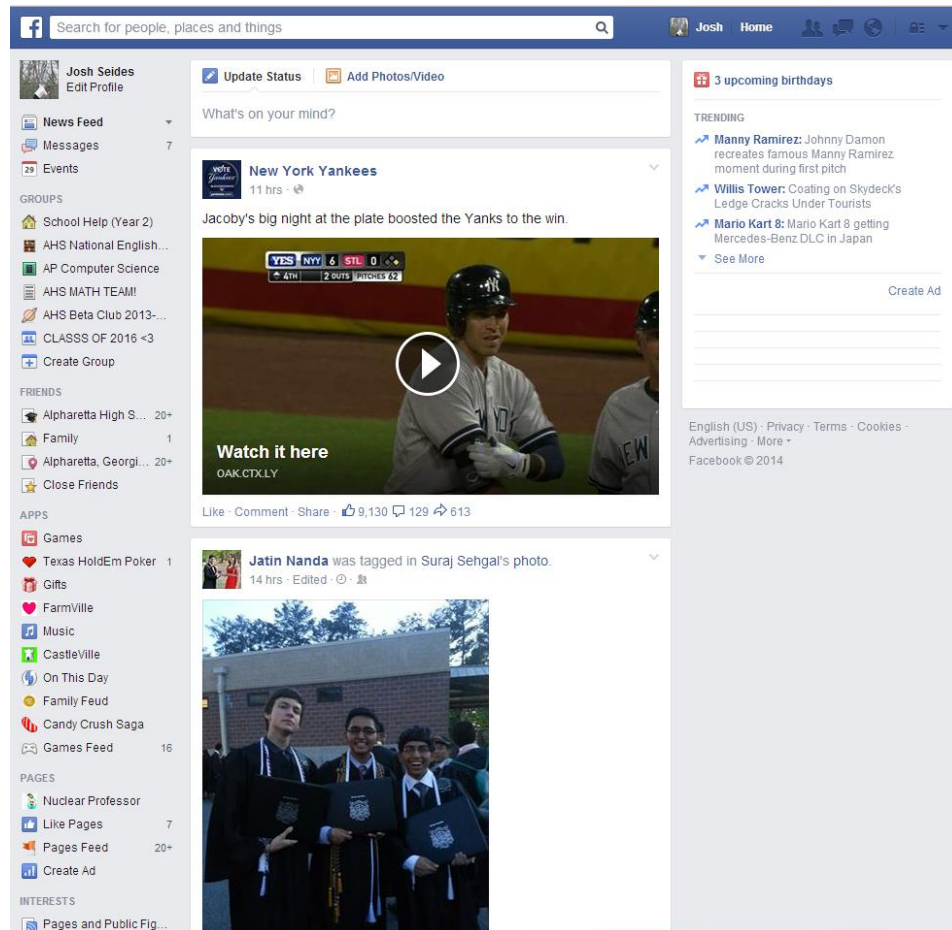 f Search for people, places and things Josh Home
Josh Seides
Edit Profile
News Feed
Messages 7
29 Events
GROUPS
School Help (Year 2)
AHS National English...
AP Computer Science
AHS MATH TEAM!
AHS Beta Club 2013-...
CLASSS OF 2016 <3
Create Group
FRIENDS
Alpharetta High S... 20+
Family 1
Alpharetta, Georgi... 20+
Close Friends
APPS
Games
Texas HoldEm Poker 1
Gifts
FarmVille
Music
CastleVille
On This Day
Family Feud
Candy Crush Saga
Games Feed 16
PAGES
Nuclear Professor
Like Pages 7
Pages Feed 20+
Create Ad
INTERESTS
Pages and Public Fig...
Update Status Add Photos/Video
What's on your mind?
VOTE
Yankees
New York Yankees
11 hrs ·
Jacoby's big night at the plate boosted the Yanks to the win.
YES NYY 6 STL 0
4TH 2 OUTS PITCHES 62
NEW
Watch it here
OAK.CTX.LY
Like · Comment · Share · 9,130 129 613
Jatin Nanda was tagged in Suraj Sehgal's photo.
14 hrs · Edited ·
3 upcoming birthdays
TRENDING
Manny Ramirez: Johnny Damon
recreates famous Manny Ramirez
moment during first pitch
Willis Tower: Coating on Skydeck's
Ledge Cracks Under Tourists
Mario Kart 8: Mario Kart 8 getting
Mercedes-Benz DLC in Japan
See More
Create Ad
English (US) · Privacy · Terms · Cookies ·
Advertising · More
Facebook © 2014